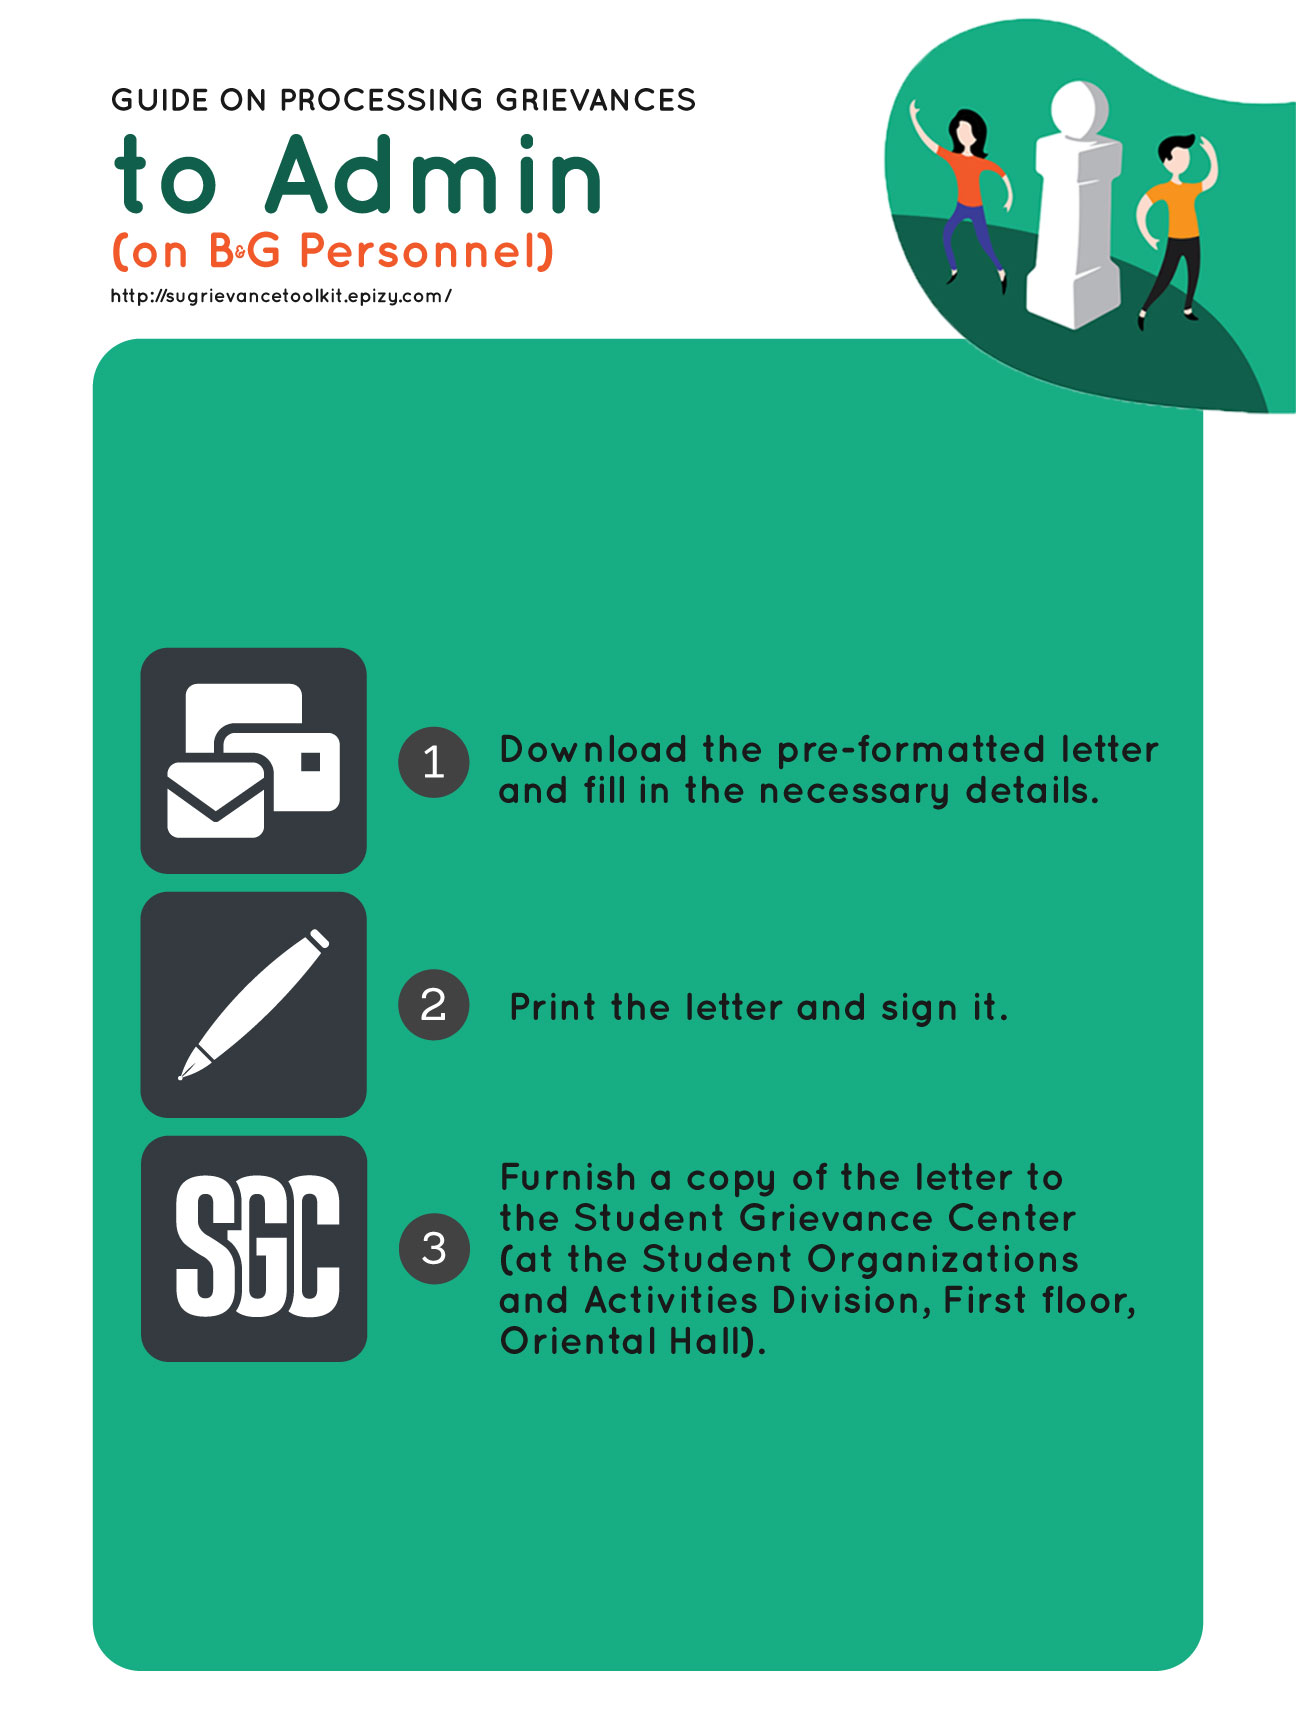 GUIDE ON PROCESSING GRIEVANCES
to Admin
(on B&G Personnel)
http://sugrievancetoolkit.epizy.com/
1
Download the pre-formatted letter
and fill in the necessary details.
2
Print the letter and sign it.
SGC
3
Furnish a copy of the letter to
the Student Grievance Center
(at the Student Organizations
and Activities Division, First floor,
Oriental Hall).